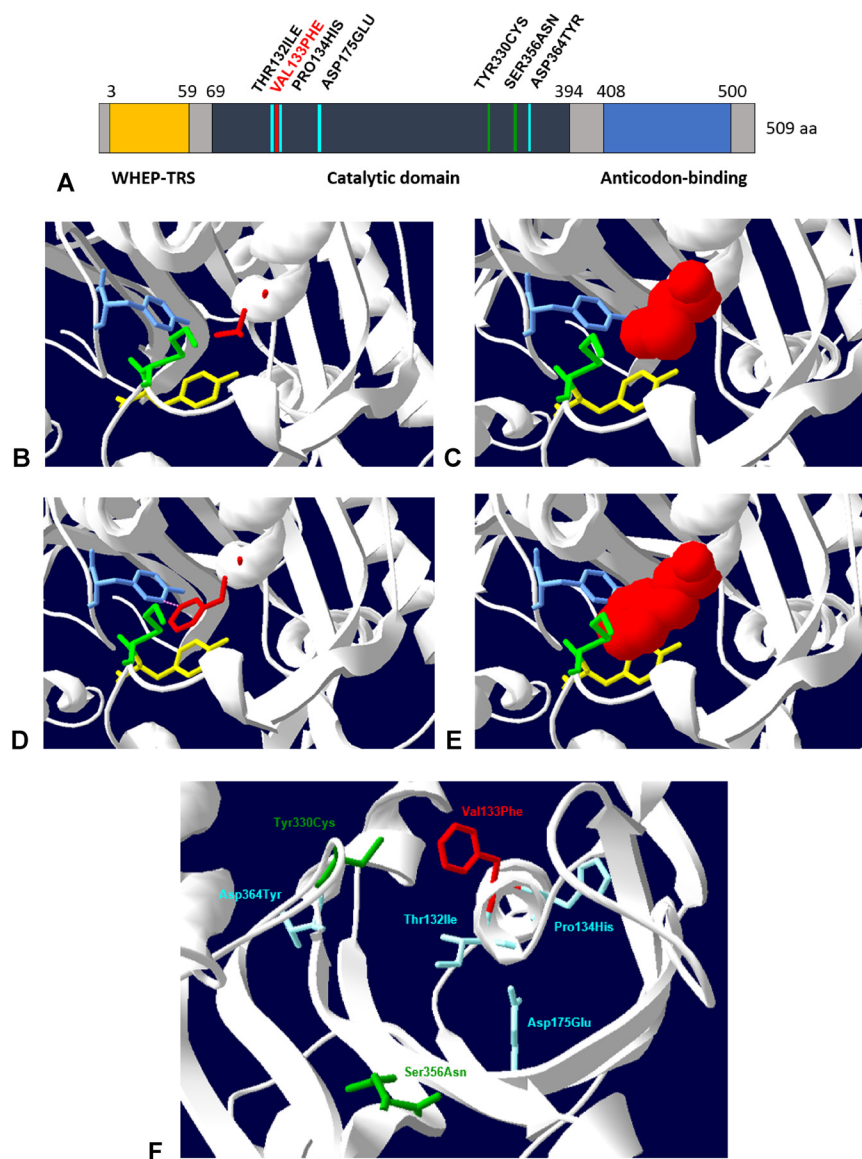 THR132ILE
VAL133PHE
PRO134HIS
ASP175GLU
TYR330CYS
SER356ASN
ASP364TYR
3 59 69 394 408 500
509 aa
A
WHEP-TRS Catalytic domain Anticodon-binding
B
C
D
E
Tyr330Cys
Val133Phe
Asp364Tyr
Thr132Ile
Pro134His
Asp175Glu
Ser356Asn
F